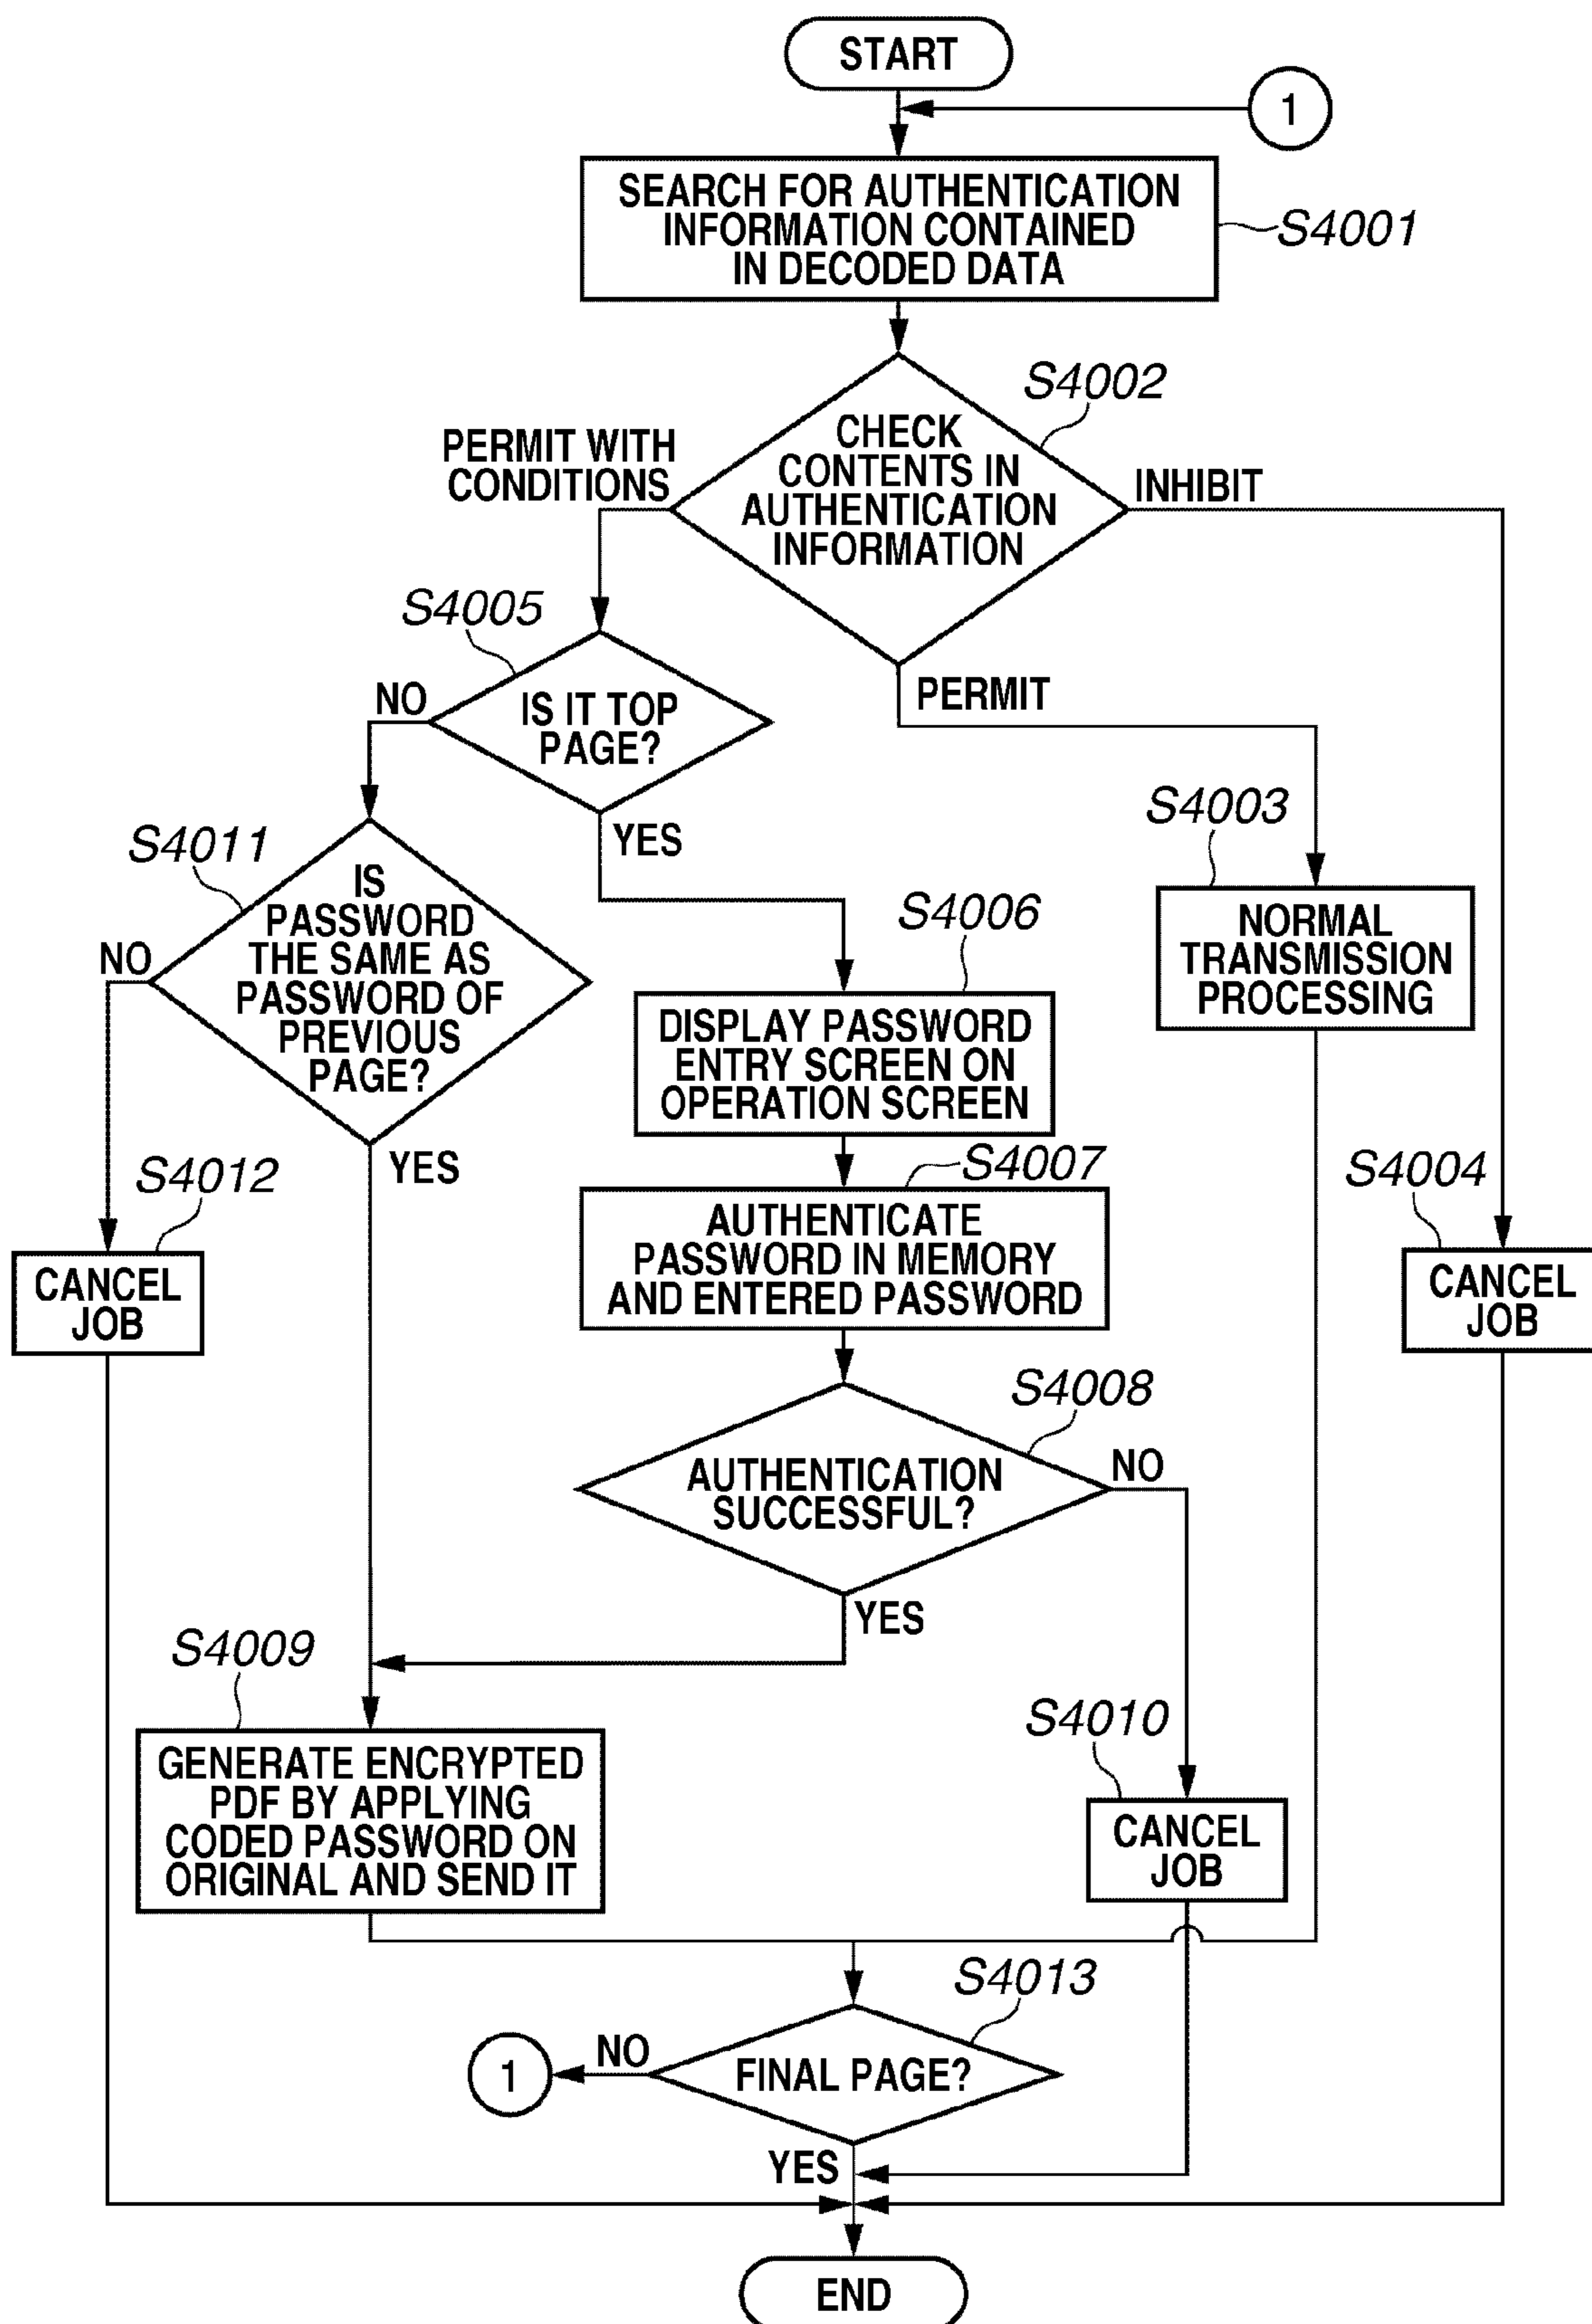 START
1
SEARCH FOR AUTHENTICATION
INFORMATION CONTAINED
IN DECODED DATA
S4001
S4002
CHECK
CONTENTS IN
AUTHENTICATION
INFORMATION
PERMIT WITH
CONDITIONS
INHIBIT
PERMIT
S4005
IS IT TOP
PAGE?
NO
YES
S4003
NORMAL
TRANSMISSION
PROCESSING
S4011
IS
PASSWORD
THE SAME AS
PASSWORD OF
PREVIOUS
PAGE?
NO
YES
S4006
DISPLAY PASSWORD
ENTRY SCREEN ON
OPERATION SCREEN
S4012
CANCEL
JOB
S4007
AUTHENTICATE
PASSWORD IN MEMORY
AND ENTERED PASSWORD
S4004
CANCEL
JOB
S4008
AUTHENTICATION
SUCCESSFUL?
NO
YES
S4009
GENERATE ENCRYPTED
PDF BY APPLYING
CODED PASSWORD ON
ORIGINAL AND SEND IT
S4010
CANCEL
JOB
S4013
FINAL PAGE?
NO
1
YES
END